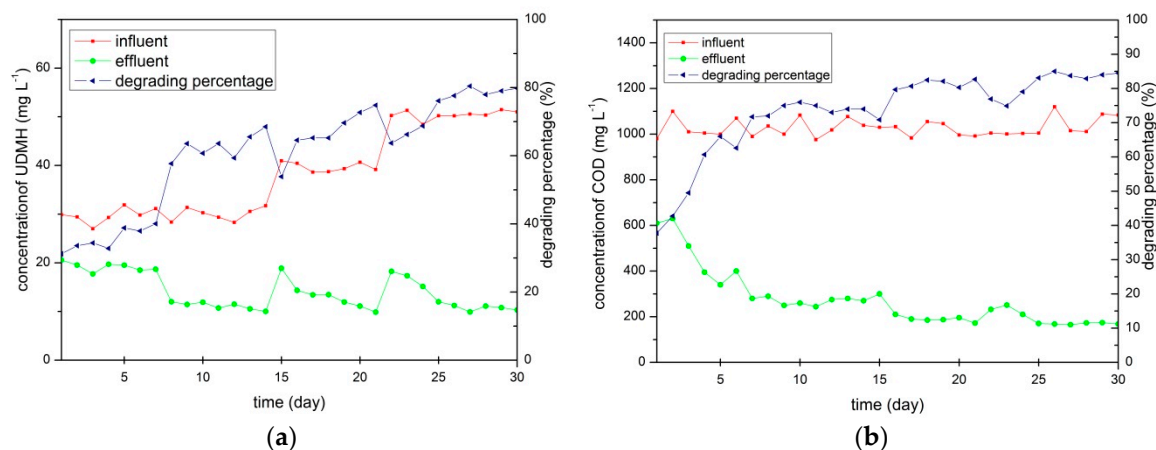 influent
effluent
degrading percentage
concentrationof UDMH (mg L-1)
0
20
40
60
5
10
15
20
25
30
time (day)
0
20
40
60
80
100
degrading percentage (%)
(a)
influent
effluent
degrading percentage
concentrationof COD (mg L-1)
0
200
400
600
800
1000
1200
1400
5
10
15
20
25
30
time (day)
0
10
20
30
40
50
60
70
80
90
100
degrading percentage (%)
(b)